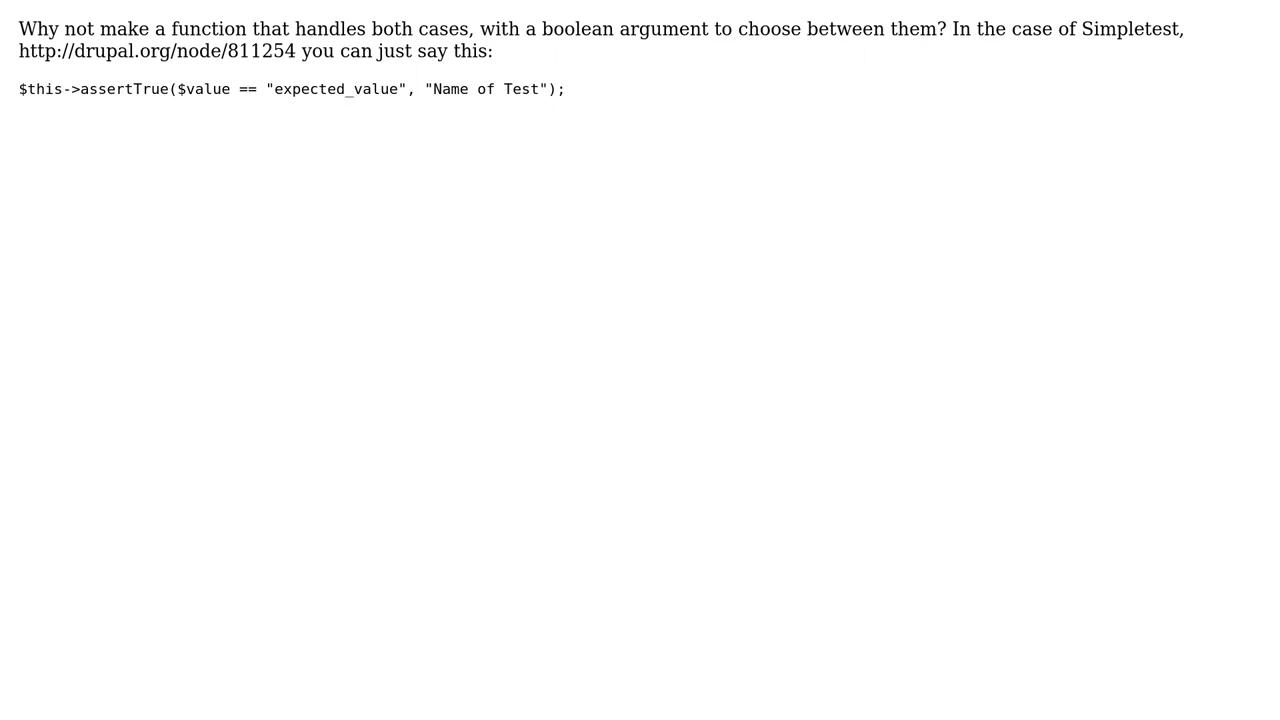 Why not make a function that handles both cases, with a boolean argument to choose between them? In the case of Simpletest,
http://drupal.org/node/811254 you can just say this:
$this->assertTrue($value == "expected_value", "Name of Test");